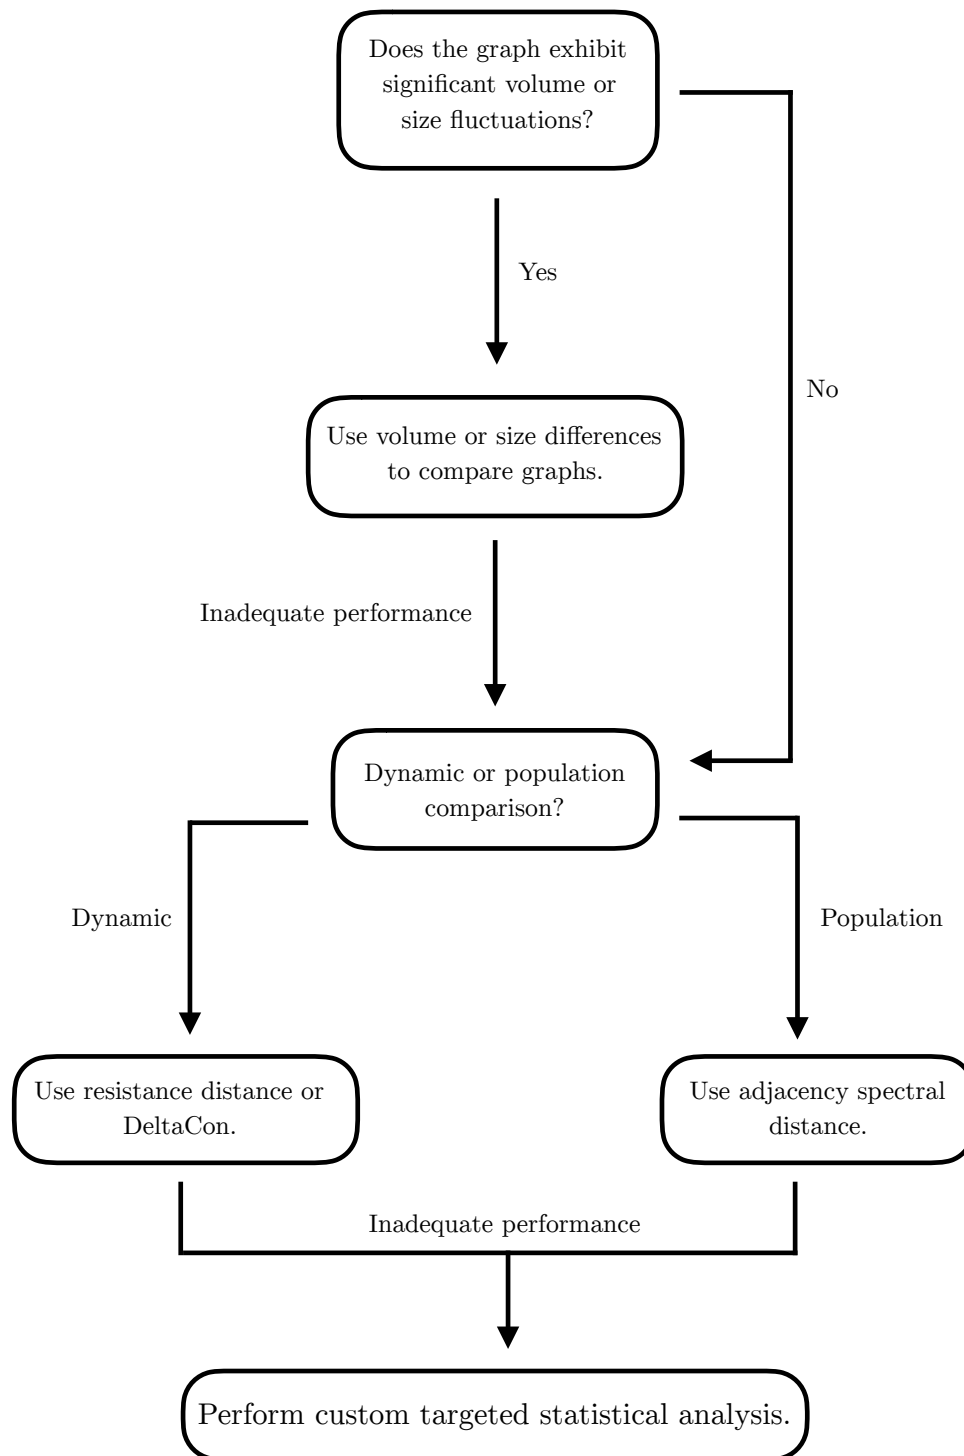 Does the graph exhibit
significant volume or
size fluctuations?
Yes
No
Use volume or size differences
to compare graphs.
Inadequate performance
Dynamic or population
comparison?
Dynamic
Population
Use resistance distance or
DeltaCon.
Use adjacency spectral
distance.
Inadequate performance
Perform custom targeted statistical analysis.